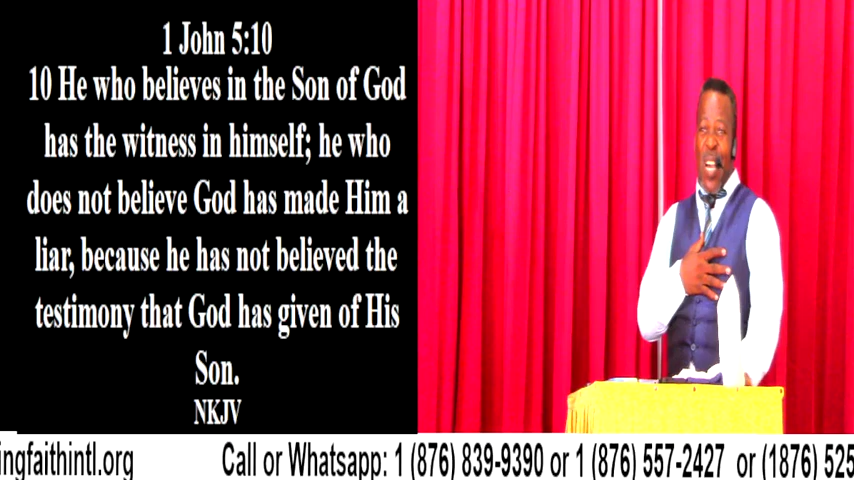 1 John 5:10
10 He who believes in the Son of God
has the witness in himself; he who
does not believe God has made Him a
liar, because he has not believed the
testimony that God has given of His
Son.
NKJV
ingfaithintl.org Call or Whatsapp: 1 (876) 839-9390 or 1 (876) 557-2427 or (1876) 525